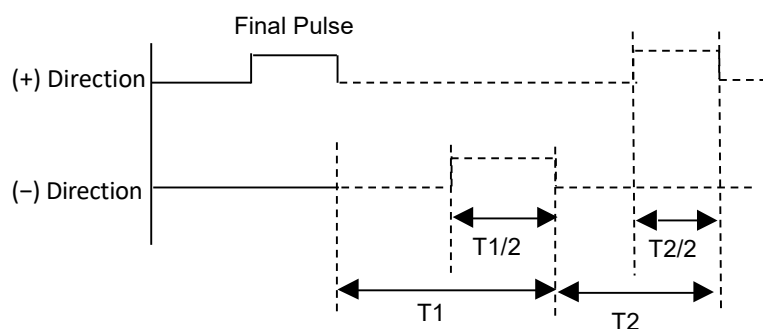 Final Pulse
(+) Direction
(−) Direction
T1/2
T2/2
T1
T2